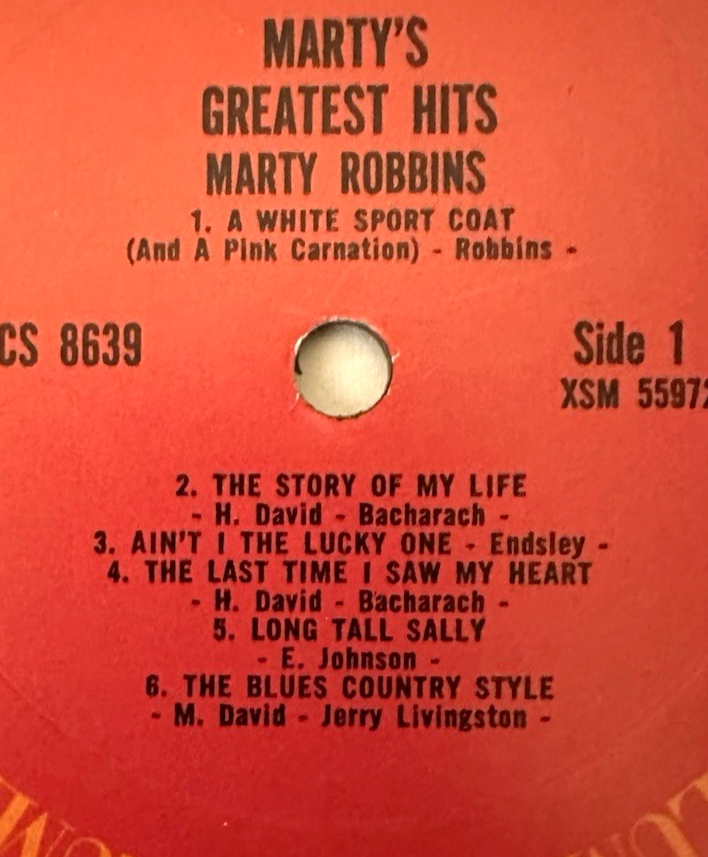 MARTY'S
GREATEST HITS
MARTY ROBBINS
1. A WHITE SPORT COAT
(And A Pink Carnation) - Robbins -
CS 8639
Side 1
XSM 55972
2. THE STORY OF MY LIFE
- H. David - Bacharach -
3. AIN'T I THE LUCKY ONE - Endsley -
4. THE LAST TIME I SAW MY HEART
- H. David - Bacharach -
5. LONG TALL SALLY
- E. Johnson -
6. THE BLUES COUNTRY STYLE
- M. David - Jerry Livingston -